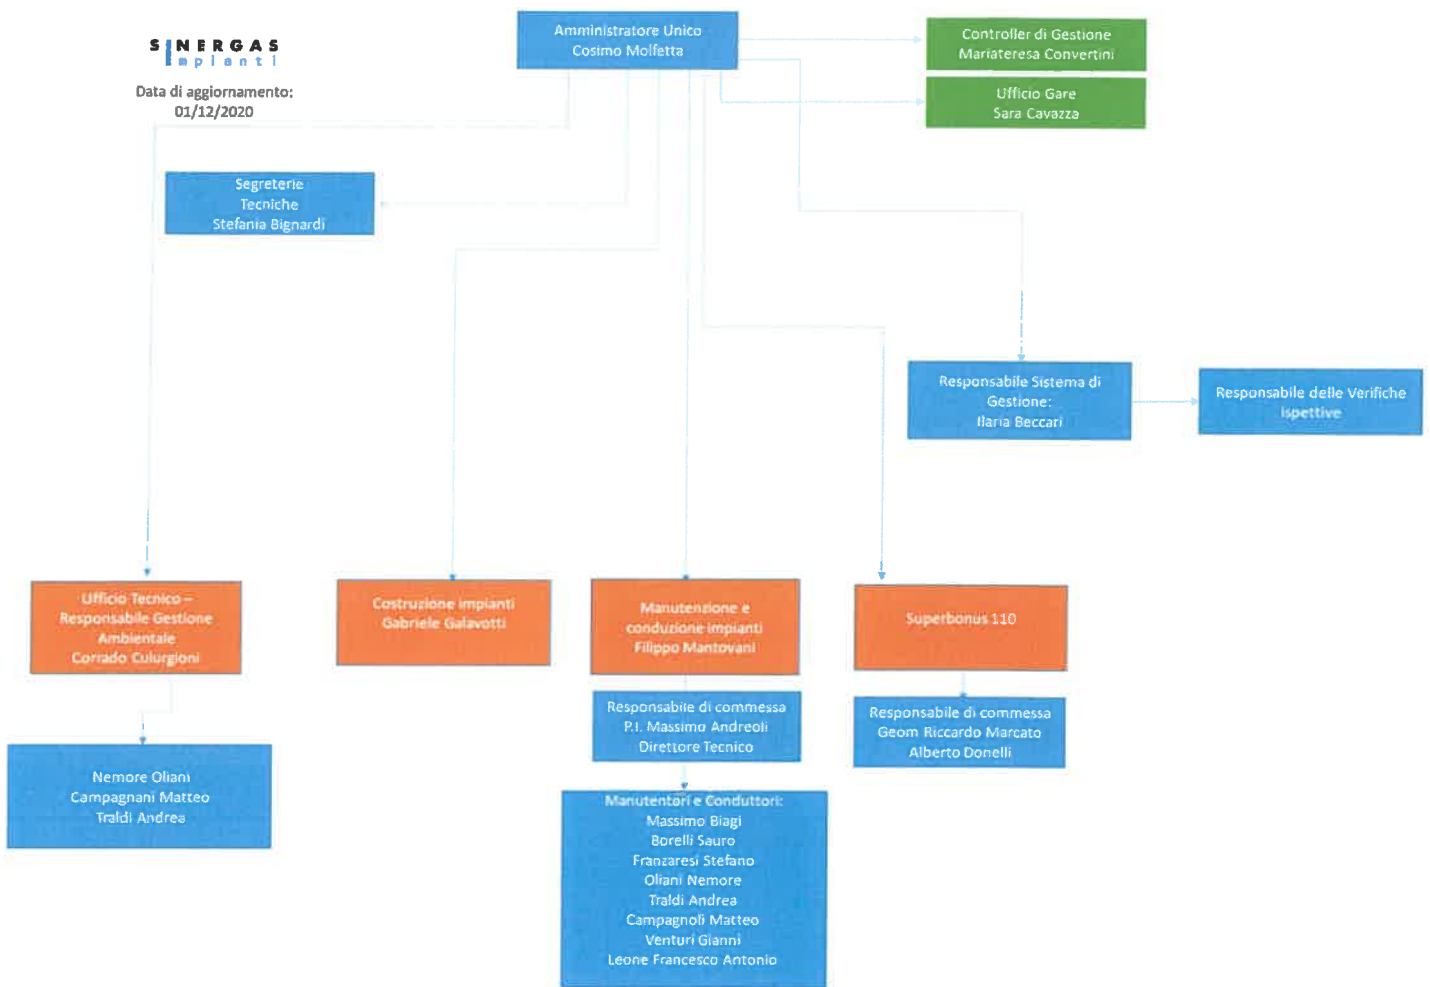 SINERGAS
Impianti
Data di aggiornamento:
01/12/2020
Amministratore Unico
Cosimo Molfetta
Controller di Gestione
Mariateresa Convertini
Ufficio Gare
Sara Cavazza
Segreterie
Tecniche
Stefania Bignardi
Responsabile Sistema di
Gestione:
Ilaria Beccari
Responsabile delle Verifiche
Ispettive
Ufficio Tecnico –
Responsabile Gestione
Ambientale
Corrado Culurgioni
Costruzione impianti
Gabriele Galavotti
Manutenzione e
conduzione impianti
Filippo Mantovani
Superbonus 110
Responsabile di commessa
P.I. Massimo Andreoli
Direttore Tecnico
Responsabile di commessa
Geom Riccardo Marcato
Alberto Donelli
Nemore Oliani
Campagnani Matteo
Traldi Andrea
Manutentori e Conduttori:
Massimo Biagi
Borelli Sauro
Franzaresi Stefano
Oliani Nemore
Traldi Andrea
Campagnoli Matteo
Venturi Gianni
Leone Francesco Antonio